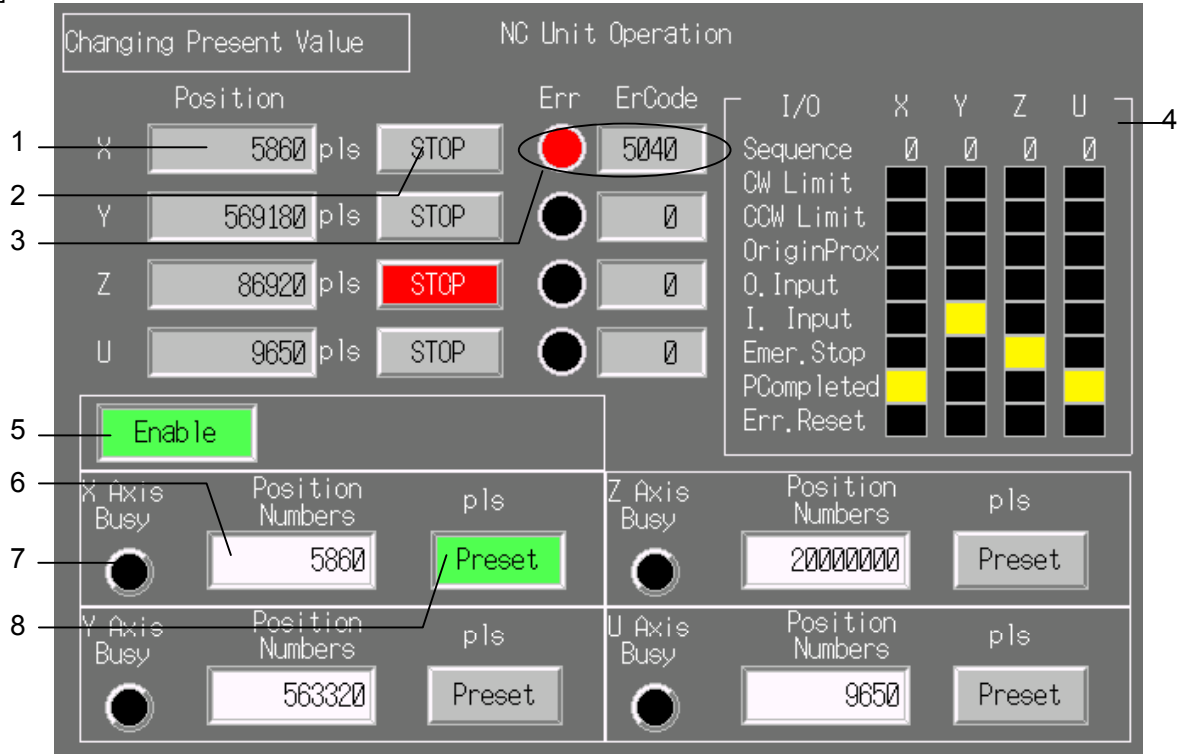 Changing Present Value
NC Unit Operation
Position
Err ErCode
1 X 5860 pls STOP 5040
2
Y 569180 pls STOP 0
3
Z 86920 pls STOP 0
U 9650 pls STOP 0
I/O X Y Z U 4
Sequence 0 0 0 0
CW Limit
CCW Limit
OriginProx
O.Input
I. Input
Emer.Stop
PCompleted
Err.Reset
5 Enable
6 X Axis Busy Position Numbers pls
7 5860 Preset
Z Axis Busy Position Numbers pls
20000000 Preset
8 Y Axis Busy Position Numbers pls
563320 Preset
U Axis Busy Position Numbers pls
9650 Preset